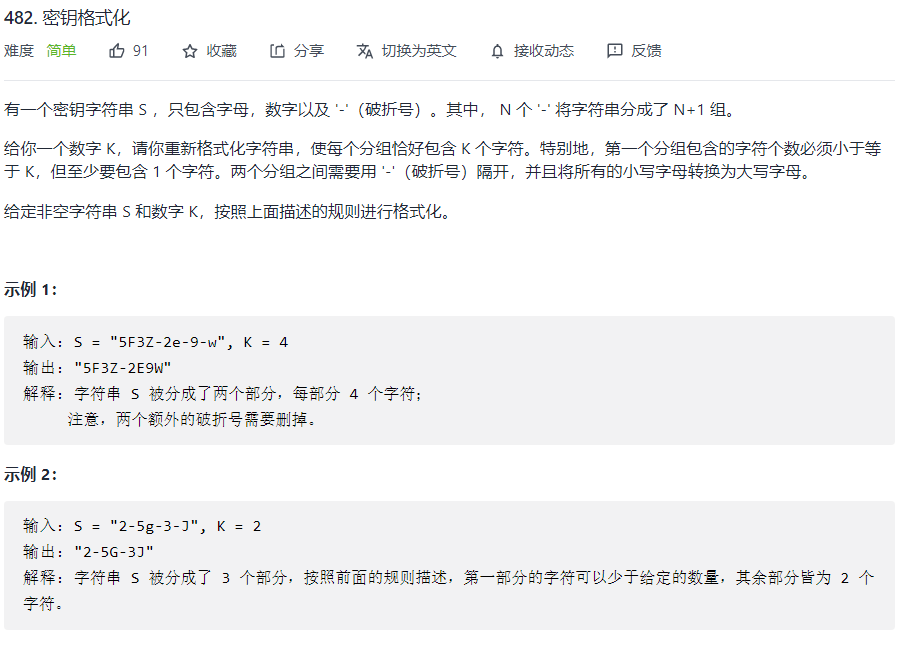 482. 密钥格式化
难度 简单 91 收藏 分享 切换为英文 接收动态 反馈
有一个密钥字符串 S ，只包含字母，数字以及 '-'（破折号）。其中， N 个 '-' 将字符串分成了 N+1 组。
给你一个数字 K，请你重新格式化字符串，使每个分组恰好包含 K 个字符。特别地，第一个分组包含的字符个数必须小于等
于 K，但至少要包含 1 个字符。两个分组之间需要用 '-'（破折号）隔开，并且将所有的小写字母转换为大写字母。
给定非空字符串 S 和数字 K，按照上面描述的规则进行格式化。
示例 1：
输入：S = "5F3Z-2e-9-w", K = 4
输出："5F3Z-2E9W"
解释：字符串 S 被分成了两个部分，每部分 4 个字符；
注意，两个额外的破折号需要删掉。
示例 2：
输入：S = "2-5g-3-J", K = 2
输出："2-5G-3J"
解释：字符串 S 被分成了 3 个部分，按照前面的规则描述，第一部分的字符可以少于给定的数量，其余部分皆为 2 个
字符。